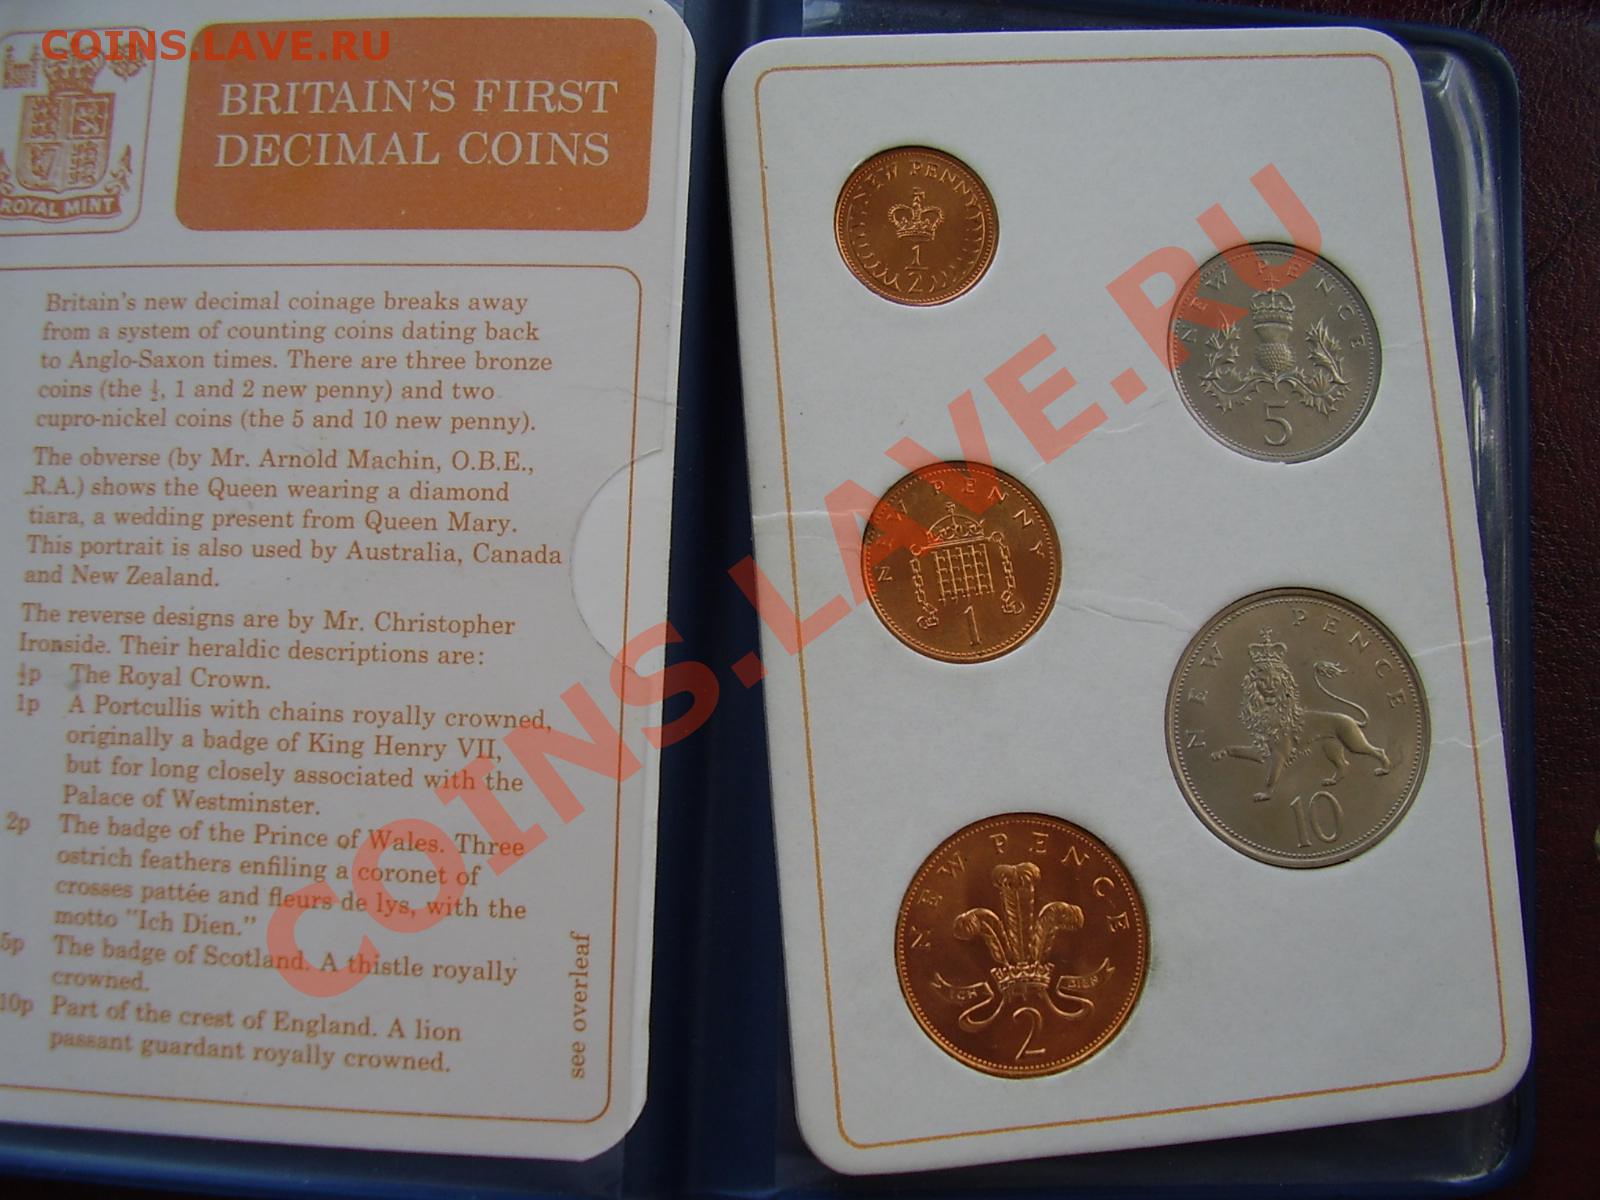 COINS.LAVE.RU
ROYAL MINT
BRITAIN'S FIRST
DECIMAL COINS
Britain's new decimal coinage breaks away
from a system of counting coins dating back
to Anglo-Saxon times. There are three bronze
coins (the ½, 1 and 2 new penny) and two
cupro-nickel coins (the 5 and 10 new penny).
The obverse (by Mr. Arnold Machin, O.B.E.,
R.A.) shows the Queen wearing a diamond
tiara, a wedding present from Queen Mary.
This portrait is also used by Australia, Canada
and New Zealand.
The reverse designs are by Mr. Christopher
Ironside. Their heraldic descriptions are:
½p The Royal Crown.
1p A Portcullis with chains royally crowned,
originally a badge of King Henry VII,
but for long closely associated with the
Palace of Westminster.
2p The badge of the Prince of Wales. Three
ostrich feathers enfiling a coronet of
crosses pattée and fleurs de lys, with the
motto "Ich Dien."
5p The badge of Scotland. A thistle royally
crowned.
10p Part of the crest of England. A lion
passant guardant royally crowned.
see overleaf
NEW PENNY
1/2
NEW PENCE
5
NEW PENNY
1
NEW PENCE
10
NEW PENCE
ICH DIEN
2
COINS.LAVE.RU